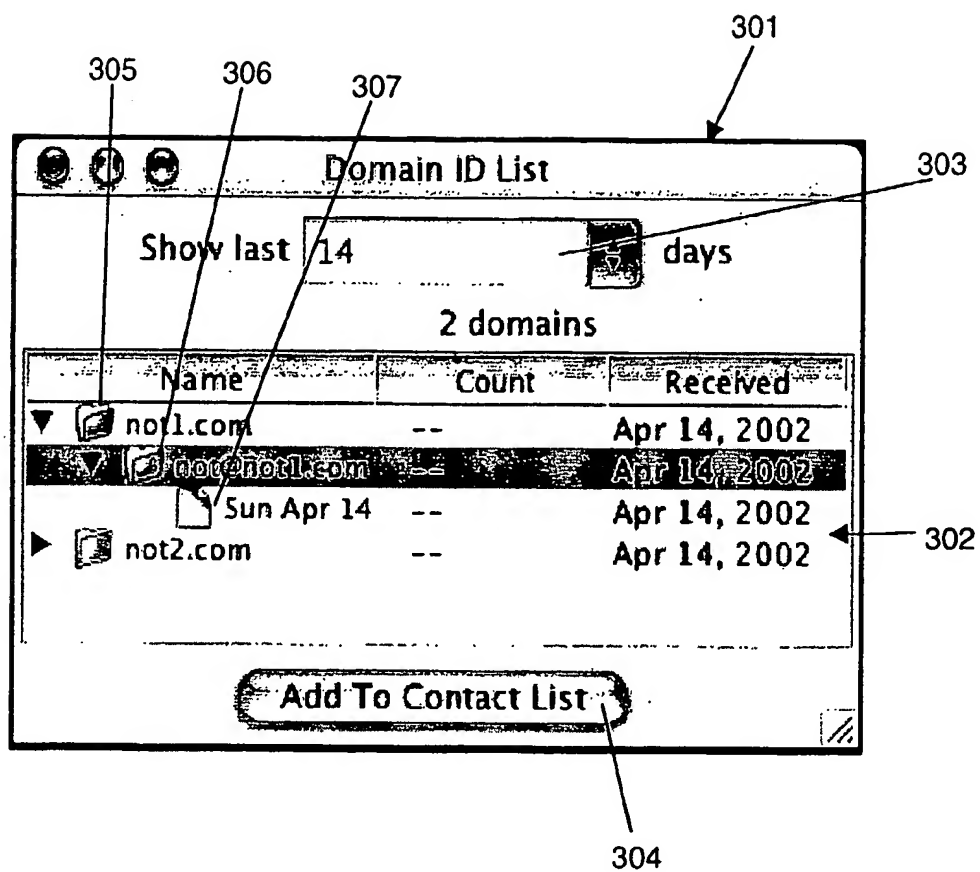 301
305 306 307
Domain ID List
303
Show last 14 days
2 domains
Name Count Received
not1.com -- Apr 14, 2002
not@not1.com -- Apr 14, 2002
Sun Apr 14 -- Apr 14, 2002
302
not2.com -- Apr 14, 2002
Add To Contact List
304